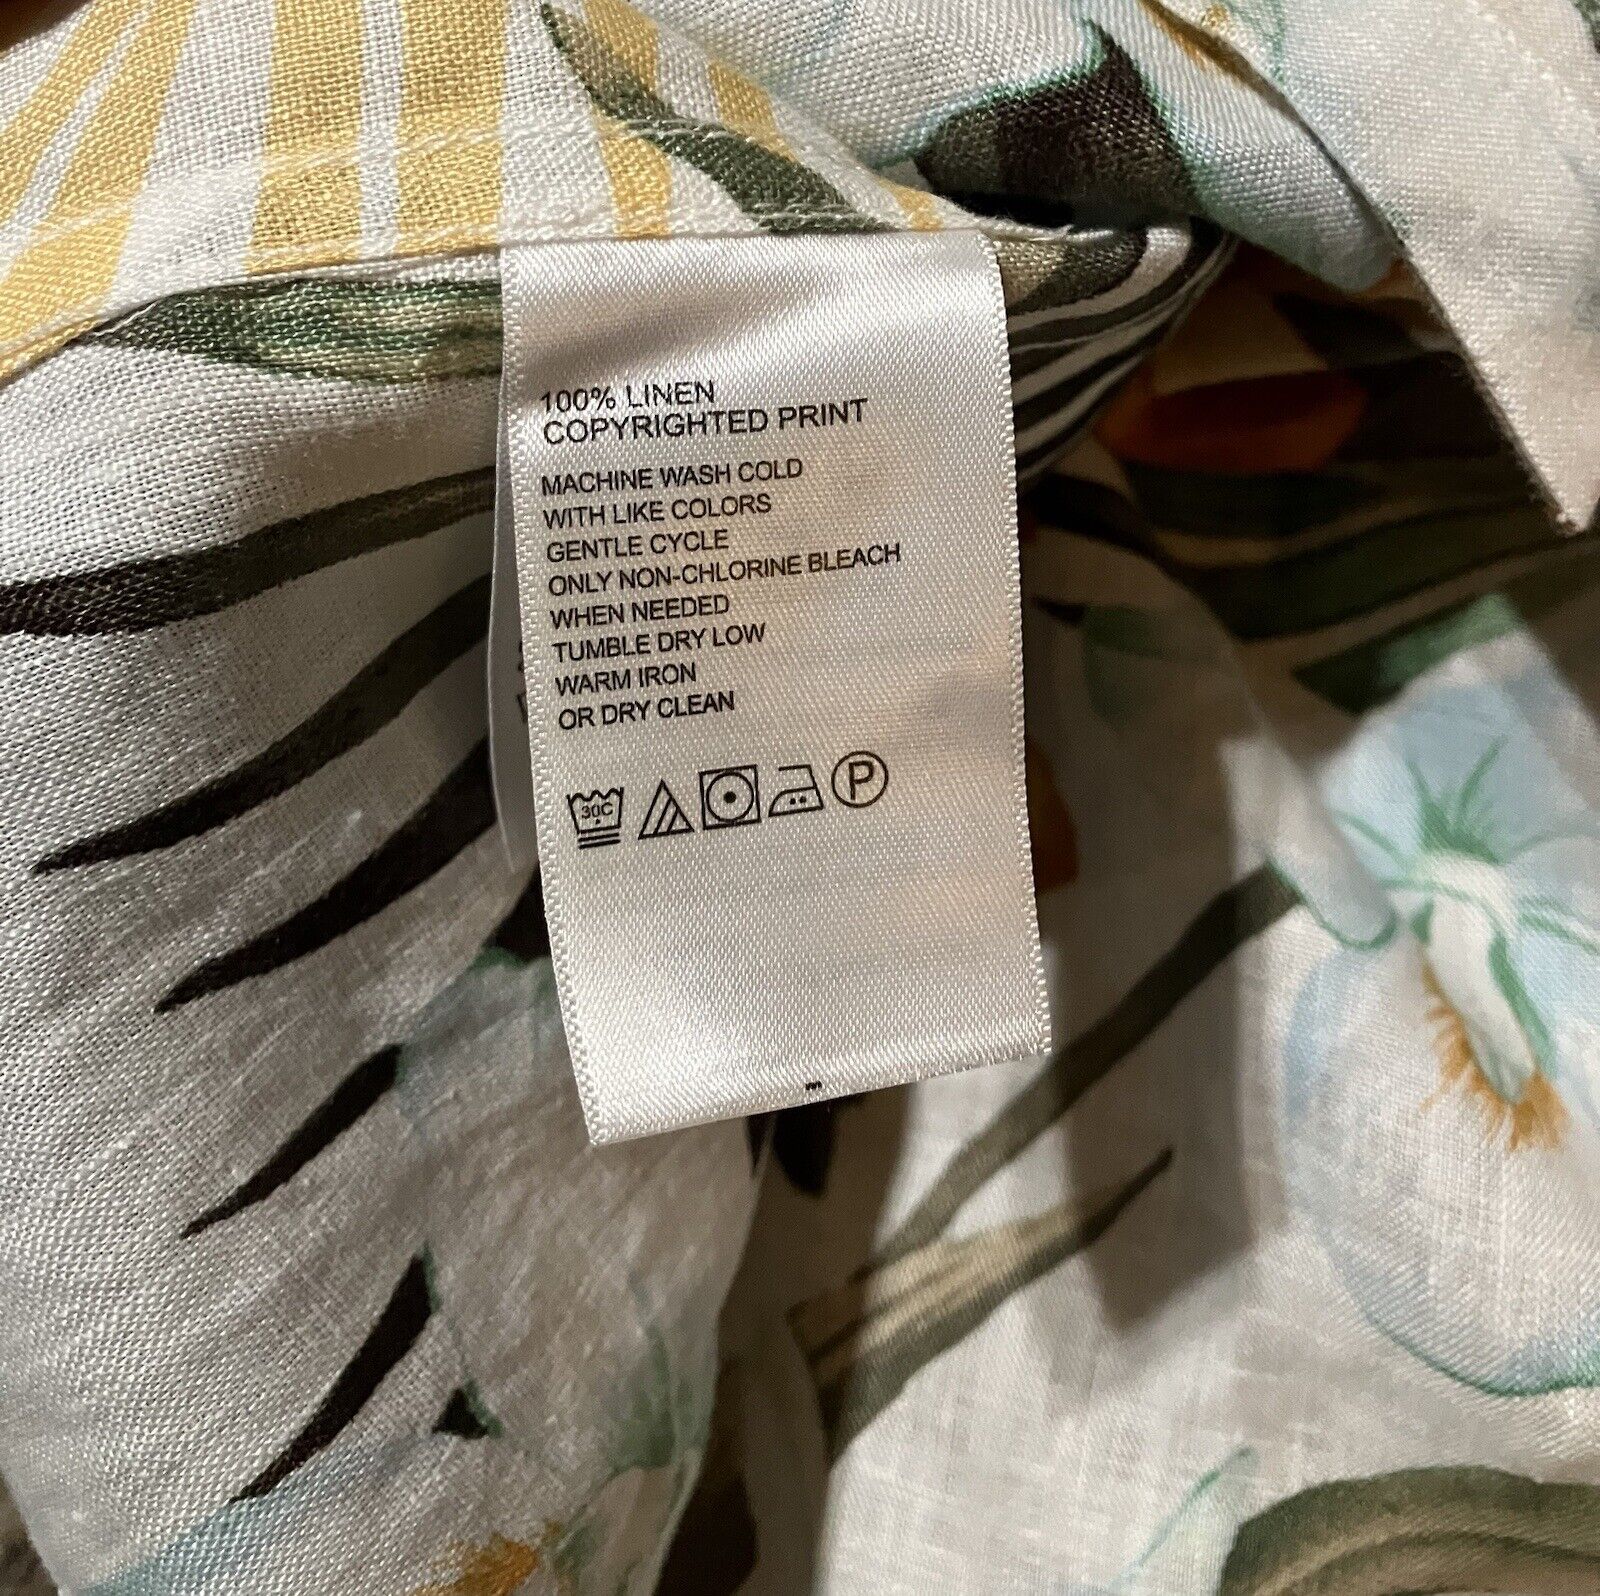 100% LINEN
COPYRIGHTED PRINT
MACHINE WASH COLD
WITH LIKE COLORS
GENTLE CYCLE
ONLY NON-CHLORINE BLEACH
WHEN NEEDED
TUMBLE DRY LOW
WARM IRON
OR DRY CLEAN
30C P